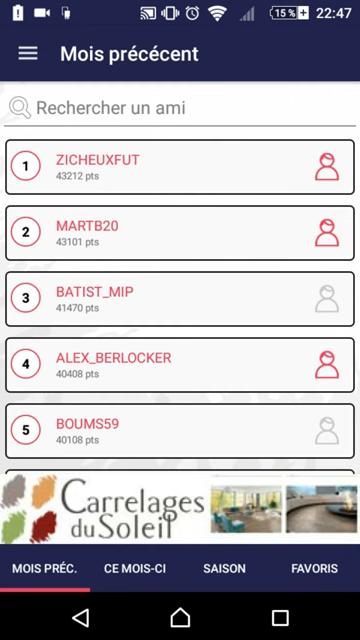 15 % 22:47
Mois précécent
Rechercher un ami
1 ZICHEUXFUT
43212 pts
2 MARTB20
43101 pts
3 BATIST_MIP
41470 pts
4 ALEX_BERLOCKER
40408 pts
5 BOUMS59
40108 pts
Carrelages
du Soleil
MOIS PRÉC. CE MOIS-CI SAISON FAVORIS